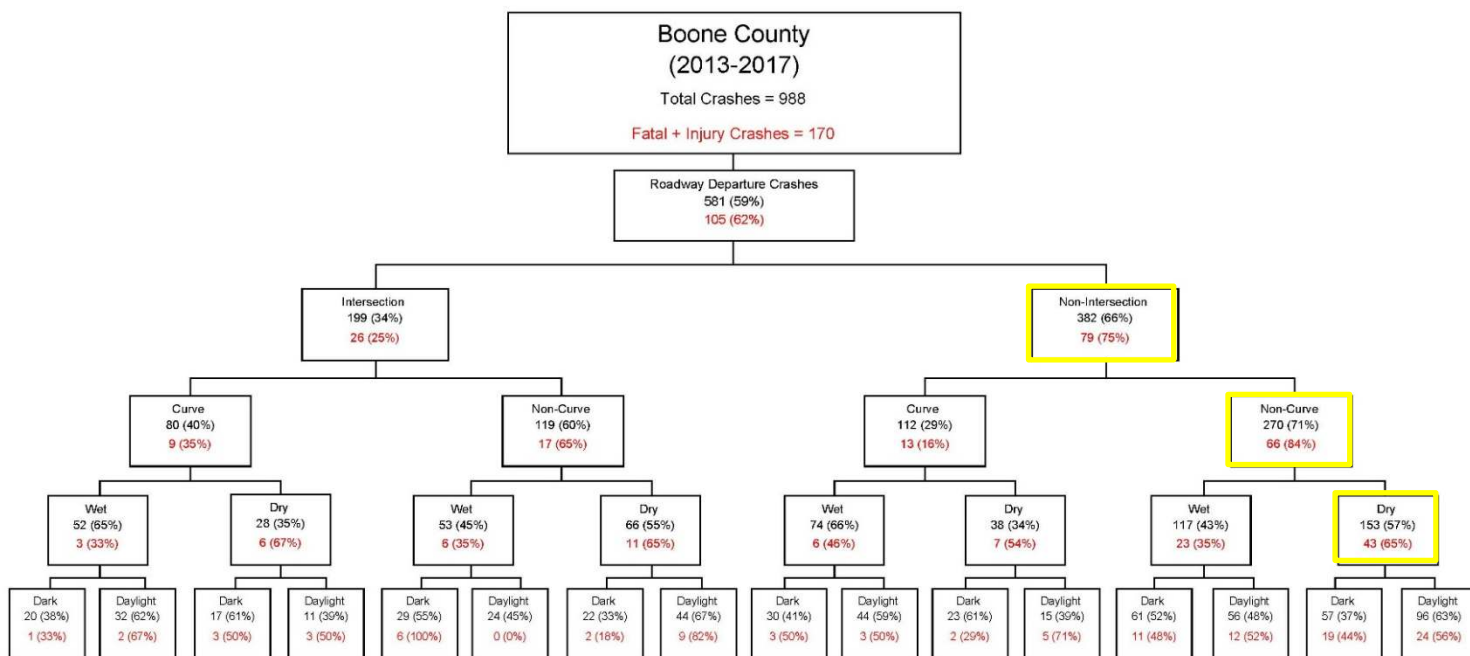 Boone County
(2013-2017)
Total Crashes = 988
Fatal + Injury Crashes = 170
Roadway Departure Crashes
581 (59%)
105 (62%)
Intersection
199 (34%)
26 (25%)
Non-Intersection
382 (66%)
79 (75%)
Curve
80 (40%)
9 (35%)
Non-Curve
119 (60%)
17 (65%)
Curve
112 (29%)
13 (16%)
Non-Curve
270 (71%)
66 (84%)
Wet
52 (65%)
3 (33%)
Dry
28 (35%)
6 (67%)
Wet
53 (45%)
6 (35%)
Dry
66 (55%)
11 (65%)
Wet
74 (66%)
6 (46%)
Dry
38 (34%)
7 (54%)
Wet
117 (43%)
23 (35%)
Dry
153 (57%)
43 (65%)
Dark
20 (38%)
1 (33%)
Daylight
32 (62%)
2 (67%)
Dark
17 (61%)
3 (50%)
Daylight
11 (39%)
3 (50%)
Dark
29 (55%)
6 (100%)
Daylight
24 (45%)
0 (0%)
Dark
22 (33%)
2 (18%)
Daylight
44 (67%)
9 (82%)
Dark
30 (41%)
3 (50%)
Daylight
44 (59%)
3 (50%)
Dark
23 (61%)
2 (29%)
Daylight
15 (39%)
5 (71%)
Dark
61 (52%)
11 (48%)
Daylight
56 (48%)
12 (52%)
Dark
57 (37%)
19 (44%)
Daylight
96 (63%)
24 (56%)